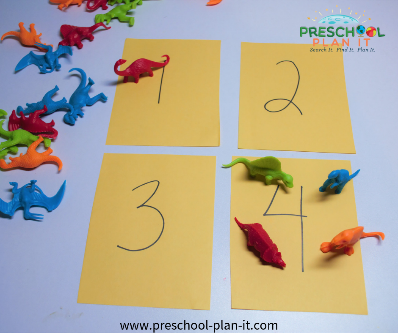 PRESCHOOL
PLAN IT
Search It. Find It. Plan It.
1
2
3
4
www.preschool-plan-it.com